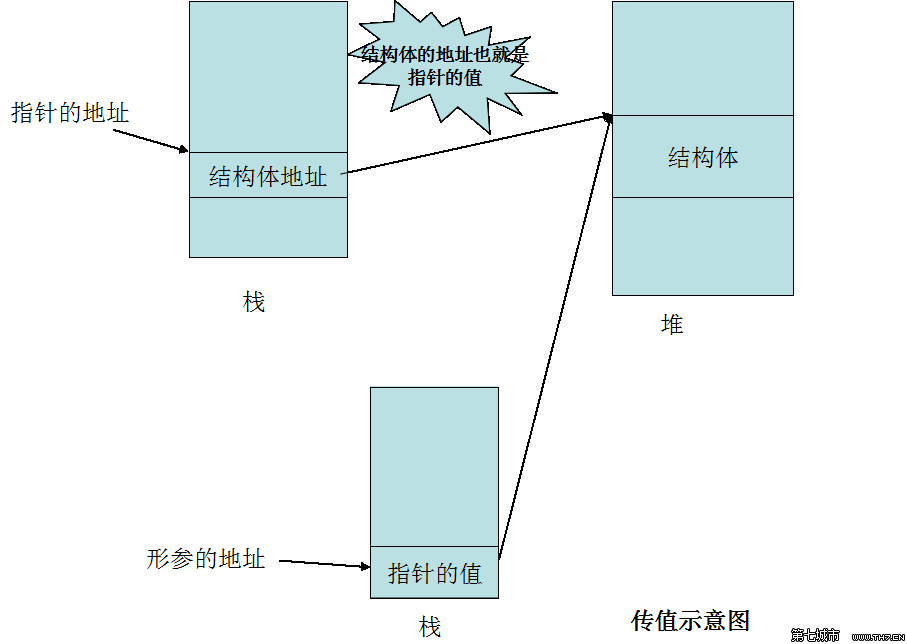 结构体的地址也就是
指针的值
指针的地址
结构体地址
结构体
栈
堆
形参的地址
指针的值
栈
传值示意图
第七城市 WWW.TH7.CN